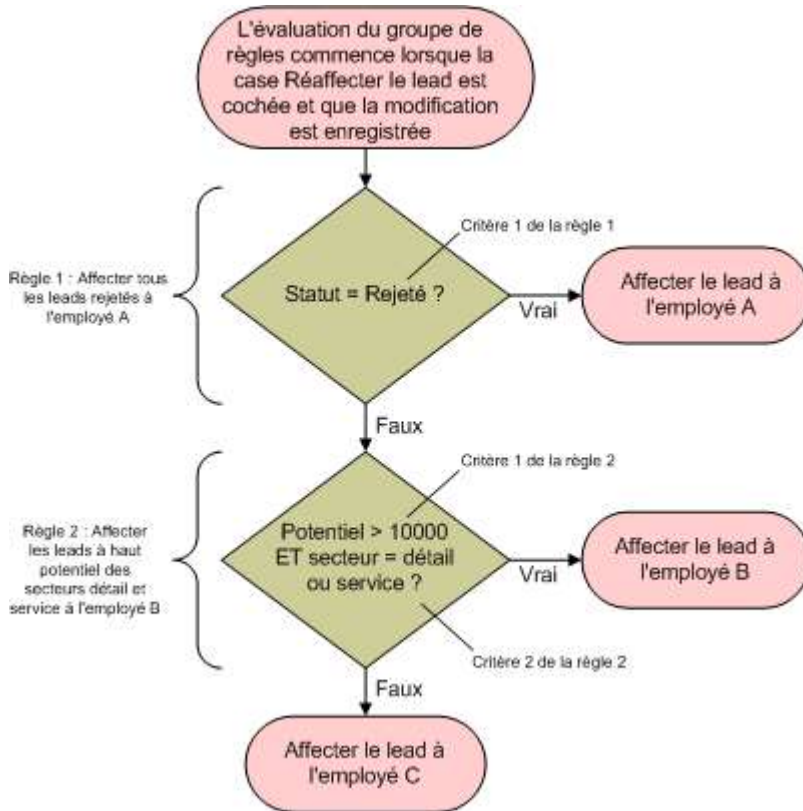 L'évaluation du groupe de
règles commence lorsque la
case Réaffecter le lead est
cochée et que la modification
est enregistrée
Critère 1 de la règle 1
Règle 1 : Affecter tous
les leads rejetés à
l'employé A
Statut = Rejeté ?
Vrai
Affecter le lead à
l'employé A
Faux
Critère 1 de la règle 2
Règle 2 : Affecter
les leads à haut
potentiel des
secteurs détail et
service à l'employé B
Potentiel > 10000
ET secteur = détail
ou service ?
Vrai
Affecter le lead à
l'employé B
Critère 2 de la règle 2
Faux
Affecter le lead à
l'employé C